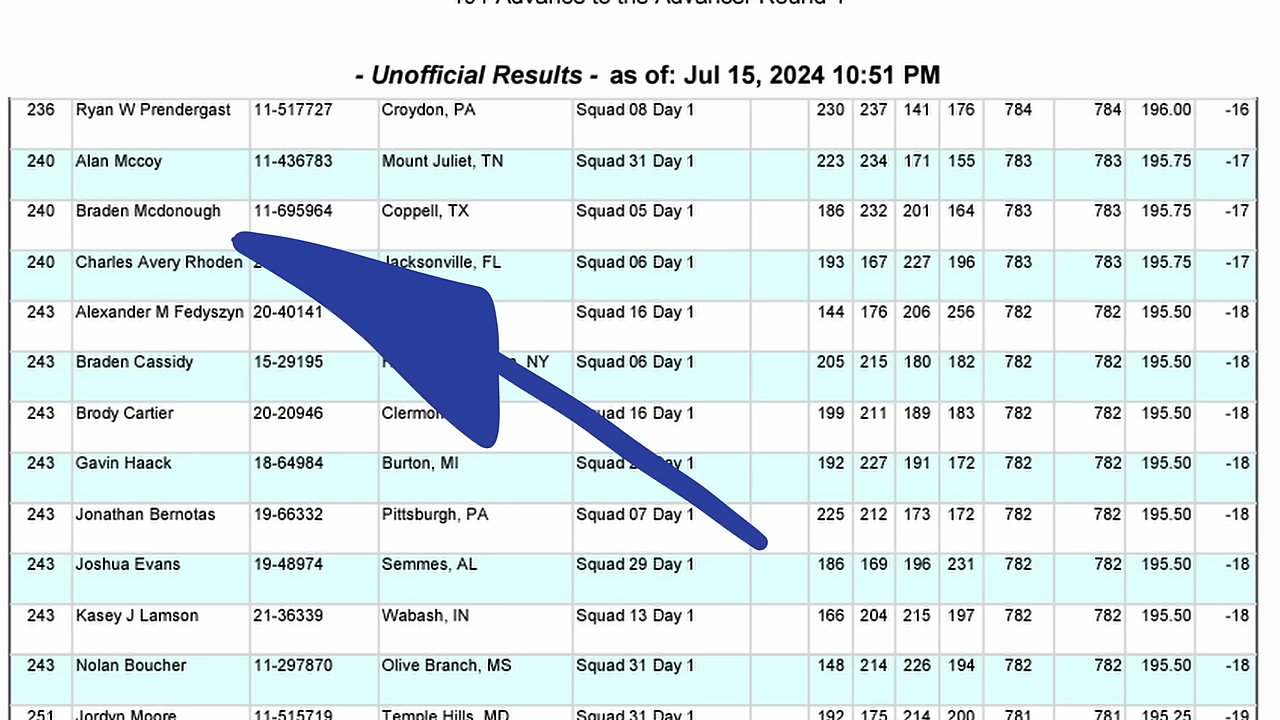 - Unofficial Results - as of: Jul 15, 2024 10:51 PM
236 Ryan W Prendergast 11-517727 Croydon, PA Squad 08 Day 1 230 237 141 176 784 784 196.00 -16
240 Alan Mccoy 11-436783 Mount Juliet, TN Squad 31 Day 1 223 234 171 155 783 783 195.75 -17
240 Braden Mcdonough 11-695964 Coppell, TX Squad 05 Day 1 186 232 201 164 783 783 195.75 -17
240 Charles Avery Rhoden Jacksonville, FL Squad 06 Day 1 193 167 227 196 783 783 195.75 -17
243 Alexander M Fedyszyn 20-40141 Squad 16 Day 1 144 176 206 256 782 782 195.50 -18
243 Braden Cassidy 15-29195 NY Squad 06 Day 1 205 215 180 182 782 782 195.50 -18
243 Brody Cartier 20-20946 Squad 16 Day 1 199 211 189 183 782 782 195.50 -18
243 Gavin Haack 18-64984 Burton, MI Squad Day 1 192 227 191 172 782 782 195.50 -18
243 Jonathan Bernotas 19-66332 Pittsburgh, PA Squad 07 Day 1 225 212 173 172 782 782 195.50 -18
243 Joshua Evans 19-48974 Semmes, AL Squad 29 Day 1 186 169 196 231 782 782 195.50 -18
243 Kasey J Lamson 21-36339 Wabash, IN Squad 13 Day 1 166 204 215 197 782 782 195.50 -18
243 Nolan Boucher 11-297870 Olive Branch, MS Squad 31 Day 1 148 214 226 194 782 782 195.50 -18
251 Jordyn Moore 11-515719 Temple Hills, MD Squad 31 Day 1 192 175 214 200 781 781 195.25 -19